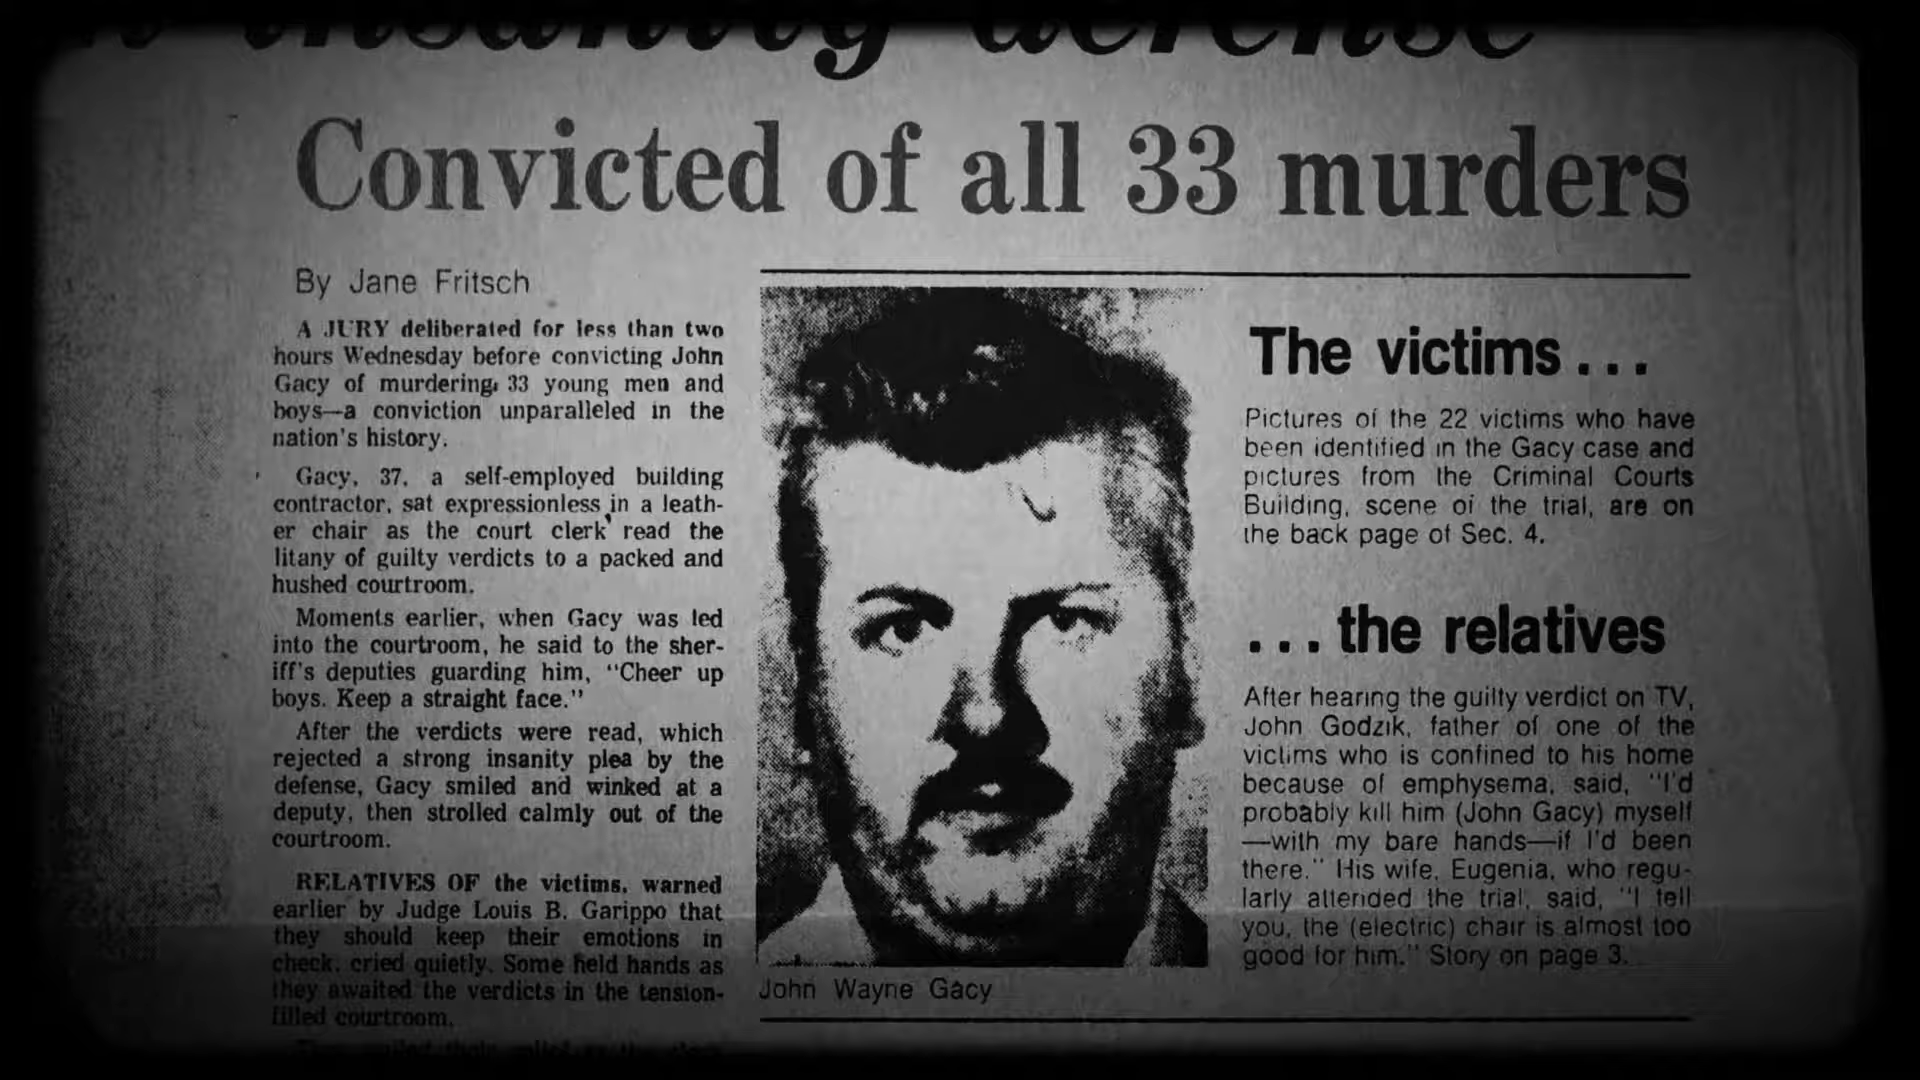 insanity defense
Convicted of all 33 murders
By Jane Fritsch
A JURY deliberated for less than two
hours Wednesday before convicting John
Gacy of murdering 33 young men and
boys—a conviction unparalleled in the
nation's history.
Gacy, 37, a self-employed building
contractor, sat expressionless in a leath-
er chair as the court clerk read the
litany of guilty verdicts to a packed and
hushed courtroom.
Moments earlier, when Gacy was led
into the courtroom, he said to the sher-
iff's deputies guarding him, "Cheer up
boys. Keep a straight face."
After the verdicts were read, which
rejected a strong insanity plea by the
defense, Gacy smiled and winked at a
deputy, then strolled calmly out of the
courtroom.
RELATIVES OF the victims, warned
earlier by Judge Louis B. Garippo that
they should keep their emotions in
check, cried quietly. Some held hands as
they awaited the verdicts in the tension-
filled courtroom.
John Wayne Gacy
The victims...
Pictures of the 22 victims who have
been identified in the Gacy case and
pictures from the Criminal Courts
Building, scene of the trial, are on
the back page of Sec. 4.
...the relatives
After hearing the guilty verdict on TV,
John Godzik, father of one of the
victims who is confined to his home
because of emphysema, said, "I'd
probably kill him (John Gacy) myself
—with my bare hands—if I'd been
there." His wife, Eugenia, who regu-
larly attended the trial, said, "I tell
you, the (electric) chair is almost too
good for him." Story on page 3.